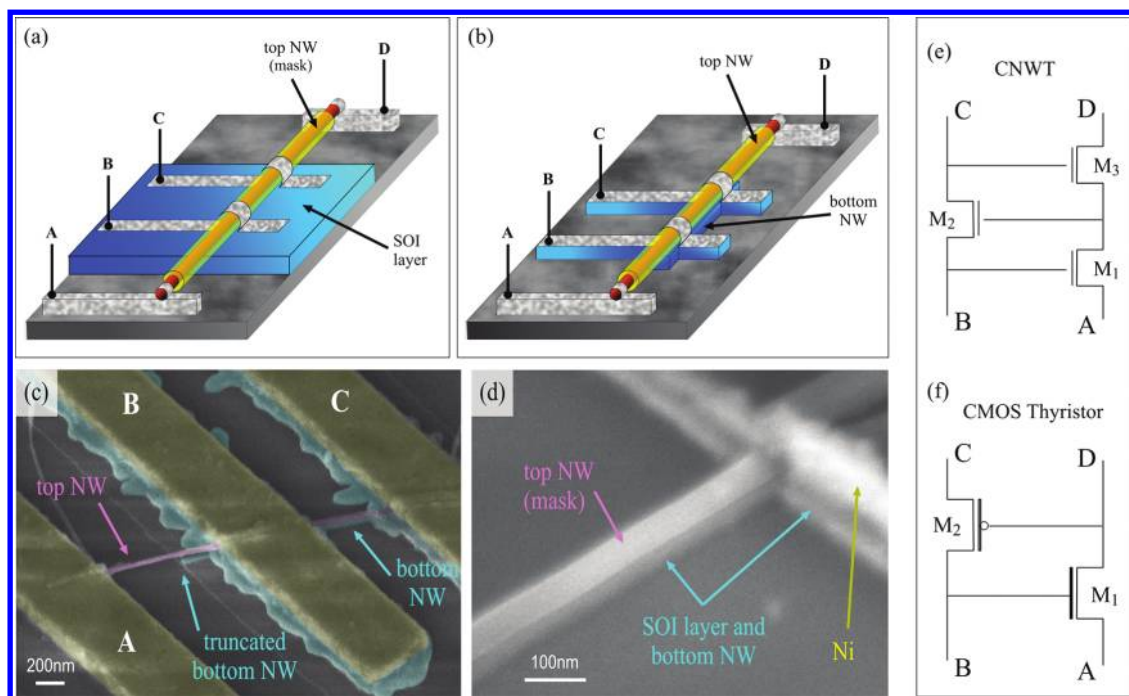 (a)
top NW
(mask)
D
C
B
A
SOI
layer
(b)
top NW
D
C
B
A
bottom
NW
(c)
B
C
top NW
bottom
NW
truncated
bottom NW
A
200nm
(d)
top NW
(mask)
SOI layer and
bottom NW
Ni
100nm
(e)
CNWT
C
D
M3
M2
M1
B
A
(f)
CMOS Thyristor
C
D
M2
M1
B
A